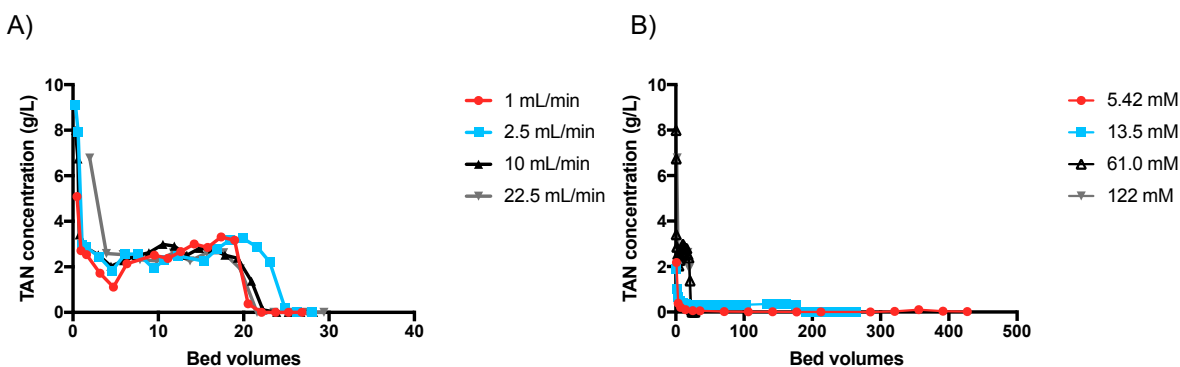 A)
TAN concentration (g/L)
10
8
6
4
2
0
0 10 20 30 40
Bed volumes
1 mL/min
2.5 mL/min
10 mL/min
22.5 mL/min
B)
TAN concentration (g/L)
10
8
6
4
2
0
0 100 200 300 400 500
Bed volumes
5.42 mM
13.5 mM
61.0 mM
122 mM